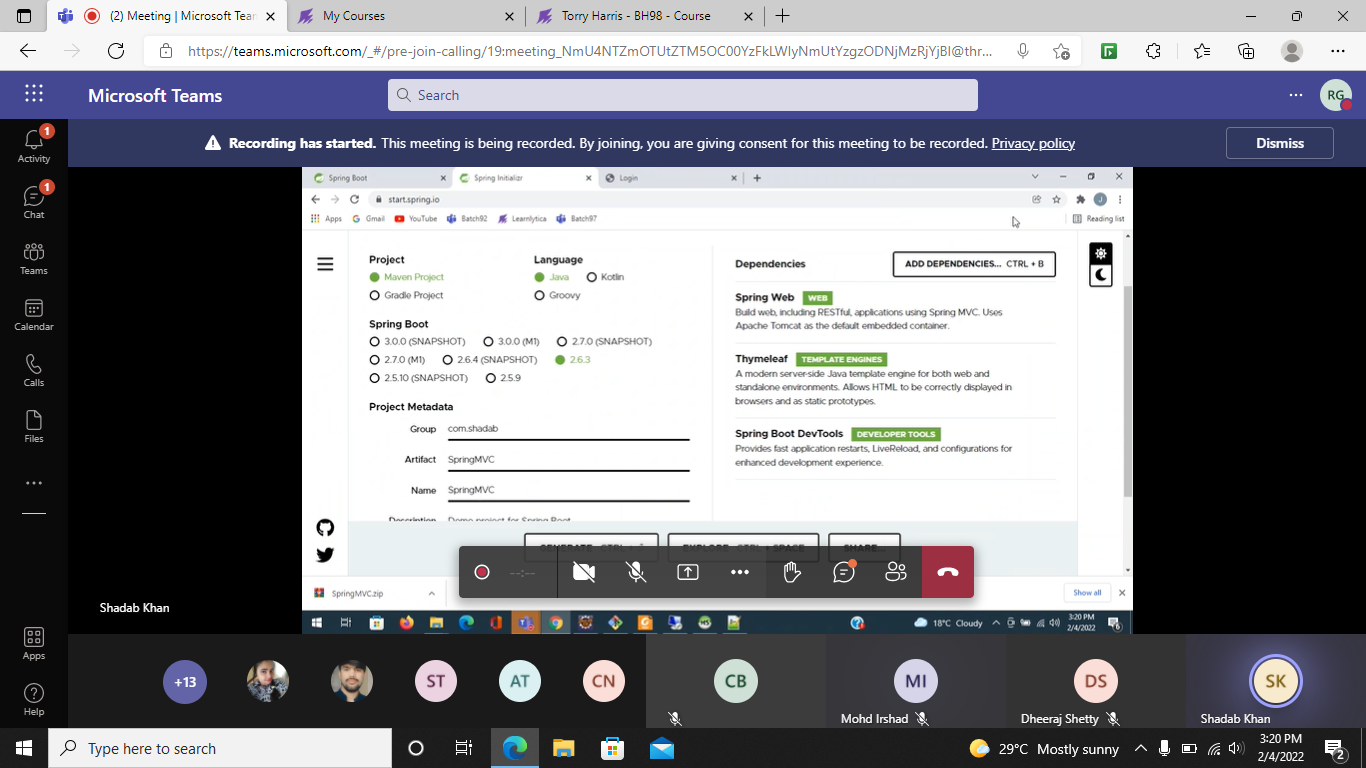 (2) Meeting | Microsoft Tear
My Courses
Torry Harris - BH98 - Course
https://teams.microsoft.com/_#/pre-join-calling/19:meeting_NmU4NTZmOTUtZTM5OC00YzFkLWIyNmUtYzgzODNjMzRjYjBl@thr...
Microsoft Teams
Search
RG
Recording has started. This meeting is being recorded. By joining, you are giving consent for this meeting to be recorded. Privacy policy
Dismiss
1
Activity
1
Chat
Teams
Calendar
Calls
Files
Apps
Help
Spring Boot
Spring Initializr
Login
start.spring.io
J
Apps
Gmail
YouTube
Batch92
Learnlytica
Batch97
Reading list
Project
Language
Maven Project
Java
Kotlin
Gradle Project
Groovy
Spring Boot
3.0.0 (SNAPSHOT)
3.0.0 (M1)
2.7.0 (SNAPSHOT)
2.7.0 (M1)
2.6.4 (SNAPSHOT)
2.6.3
2.5.10 (SNAPSHOT)
2.5.9
Project Metadata
Group
com.shadab
Artifact
SpringMVC
Name
SpringMVC
Description
Demo project for Spring Boot
Dependencies
ADD DEPENDENCIES... CTRL + B
Spring Web WEB
Build web, including RESTful, applications using Spring MVC. Uses
Apache Tomcat as the default embedded container.
Thymeleaf TEMPLATE ENGINES
A modern server-side Java template engine for both web and
standalone environments. Allows HTML to be correctly displayed in
browsers and as static prototypes.
Spring Boot DevTools DEVELOPER TOOLS
Provides fast application restarts, LiveReload, and configurations for
enhanced development experience.
GENERATE CTRL +
EXPLORE CTRL + SPACE
SHARE...
--:--
SpringMVC.zip
Show all
Shadab Khan
18°C Cloudy
3:20 PM
2/4/2022
6
+13
ST
AT
CN
CB
MI
Mohd Irshad
DS
Dheeraj Shetty
SK
Shadab Khan
Type here to search
29°C Mostly sunny
3:20 PM
2/4/2022
2